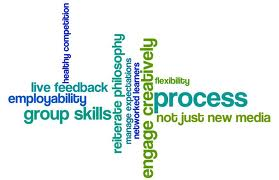 healthy competition
live feedback
employability
group skills
reiterate philosophy
manage expectations
networked learners
engage creatively
flexibility
process
not just new media